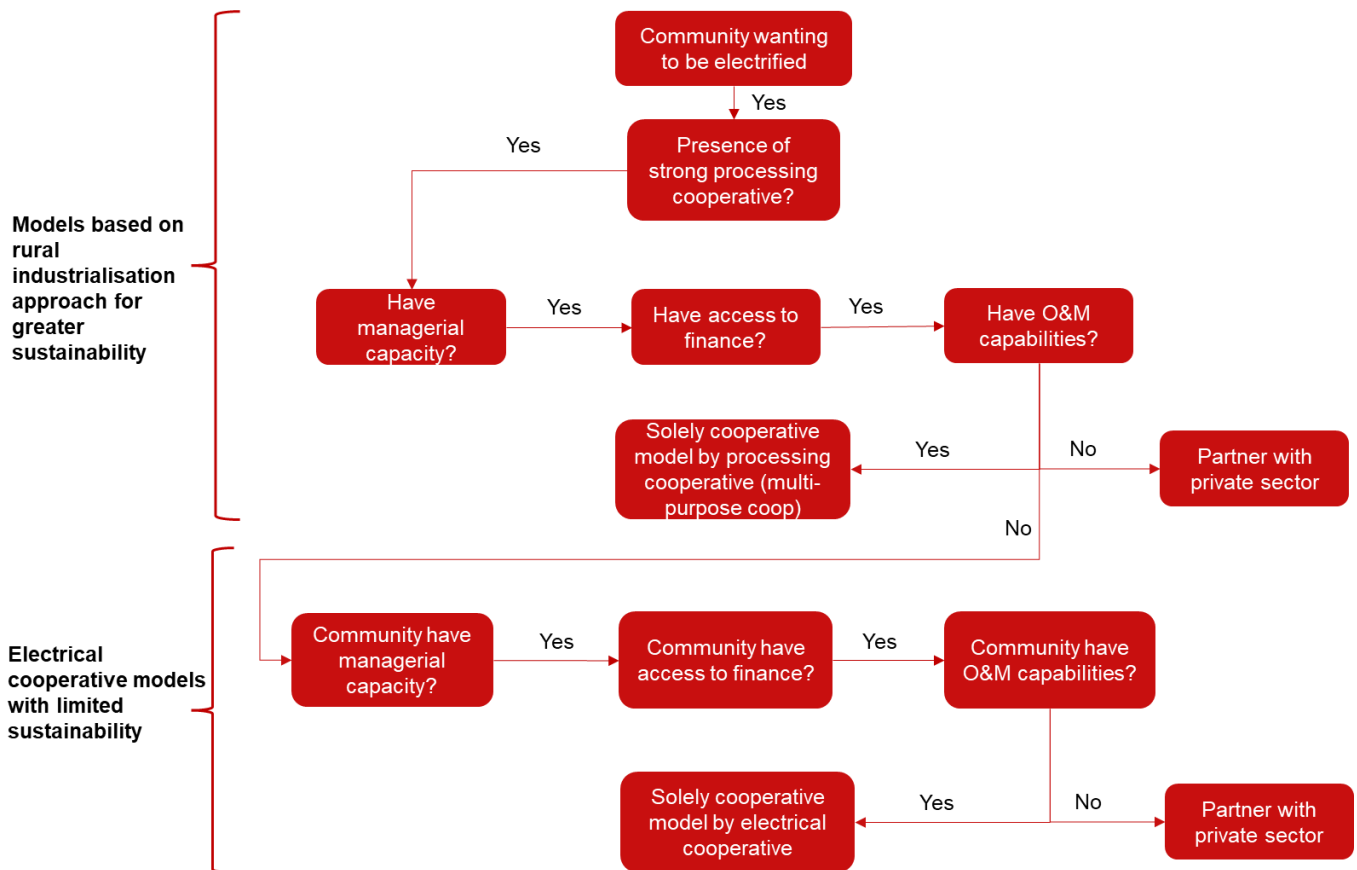 Community wanting
to be electrified
Yes
Presence of
strong processing
cooperative?
Yes
Models based on
rural
industrialisation
approach for
greater
sustainability
Have
managerial
capacity?
Yes
Have access to
finance?
Yes
Have O&M
capabilities?
Solely cooperative
model by processing
cooperative (multi-
purpose coop)
Yes
No
Partner with
private sector
No
Electrical
cooperative models
with limited
sustainability
Community have
managerial
capacity?
Yes
Community have
access to finance?
Yes
Community have
O&M capabilities?
Solely cooperative
model by electrical
cooperative
Yes
No
Partner with
private sector